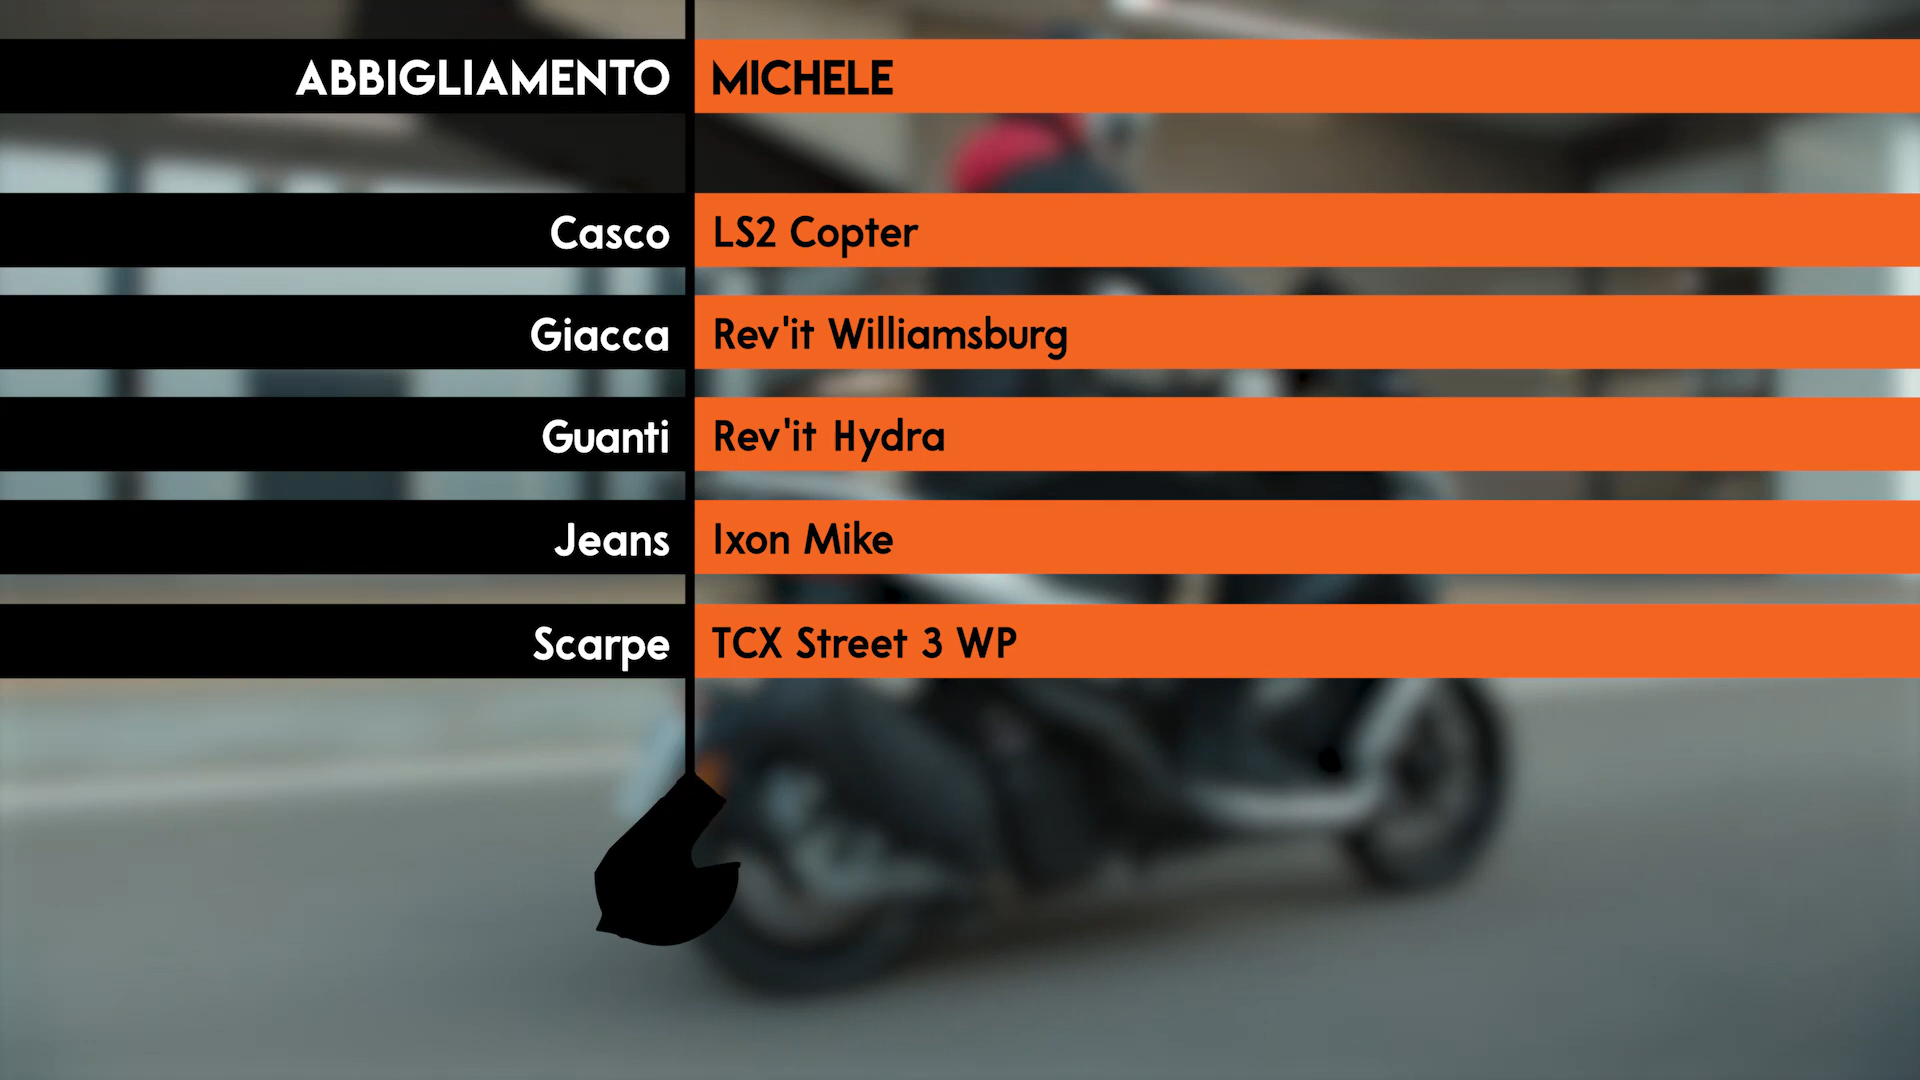 ABBIGLIAMENTO MICHELE
Casco LS2 Copter
Giacca Rev'it Williamsburg
Guanti Rev'it Hydra
Jeans Ixon Mike
Scarpe TCX Street 3 WP